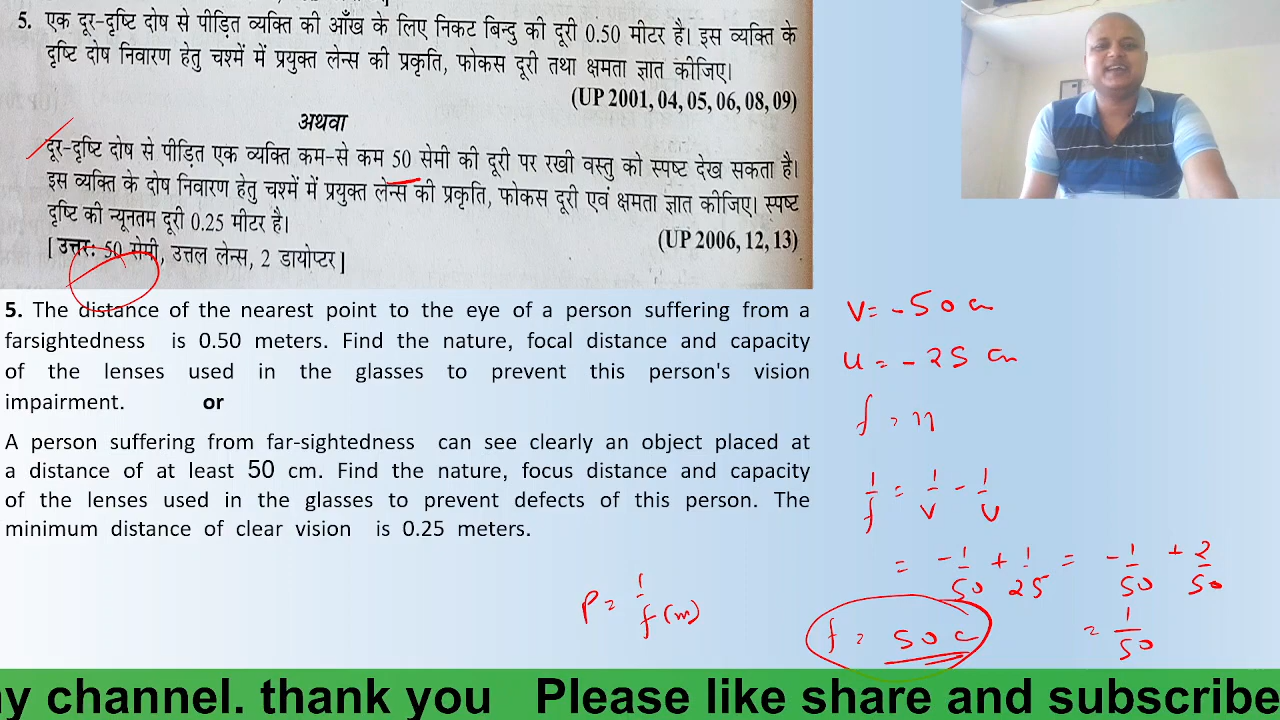 5. एक दूर-दृष्टि दोष से पीड़ित व्यक्ति की आँख के लिए निकट बिन्दु की दूरी 0.50 मीटर है। इस व्यक्ति के
दृष्टि दोष निवारण हेतु चश्में में प्रयुक्त लेन्स की प्रकृति, फोकस दूरी तथा क्षमता ज्ञात कीजिए।
(UP 2001, 04, 05, 06, 08, 09)
अथवा
दूर-दृष्टि दोष से पीड़ित एक व्यक्ति कम-से कम 50 सेमी की दूरी पर रखी वस्तु को स्पष्ट देख सकता है।
इस व्यक्ति के दोष निवारण हेतु चश्में में प्रयुक्त लेन्स की प्रकृति, फोकस दूरी एवं क्षमता ज्ञात कीजिए। स्पष्ट
दृष्टि की न्यूनतम दूरी 0.25 मीटर है।
(UP 2006, 12, 13)
[उत्तर: 50 सेमी, उत्तल लेन्स, 2 डायोप्टर]
5. The distance of the nearest point to the eye of a person suffering from a
farsightedness is 0.50 meters. Find the nature, focal distance and capacity
of the lenses used in the glasses to prevent this person's vision
impairment. or
A person suffering from far-sightedness can see clearly an object placed at
a distance of at least 50 cm. Find the nature, focus distance and capacity
of the lenses used in the glasses to prevent defects of this person. The
minimum distance of clear vision is 0.25 meters.
v = -50 c
u = -25 cm
f =
1/f = 1/v - 1/u
= -1/50 + 1/25 = -1/50 + 2/50
= 1/50
f = 50 c
P = 1/f (m)
ny channel. thank you Please like share and subscribe